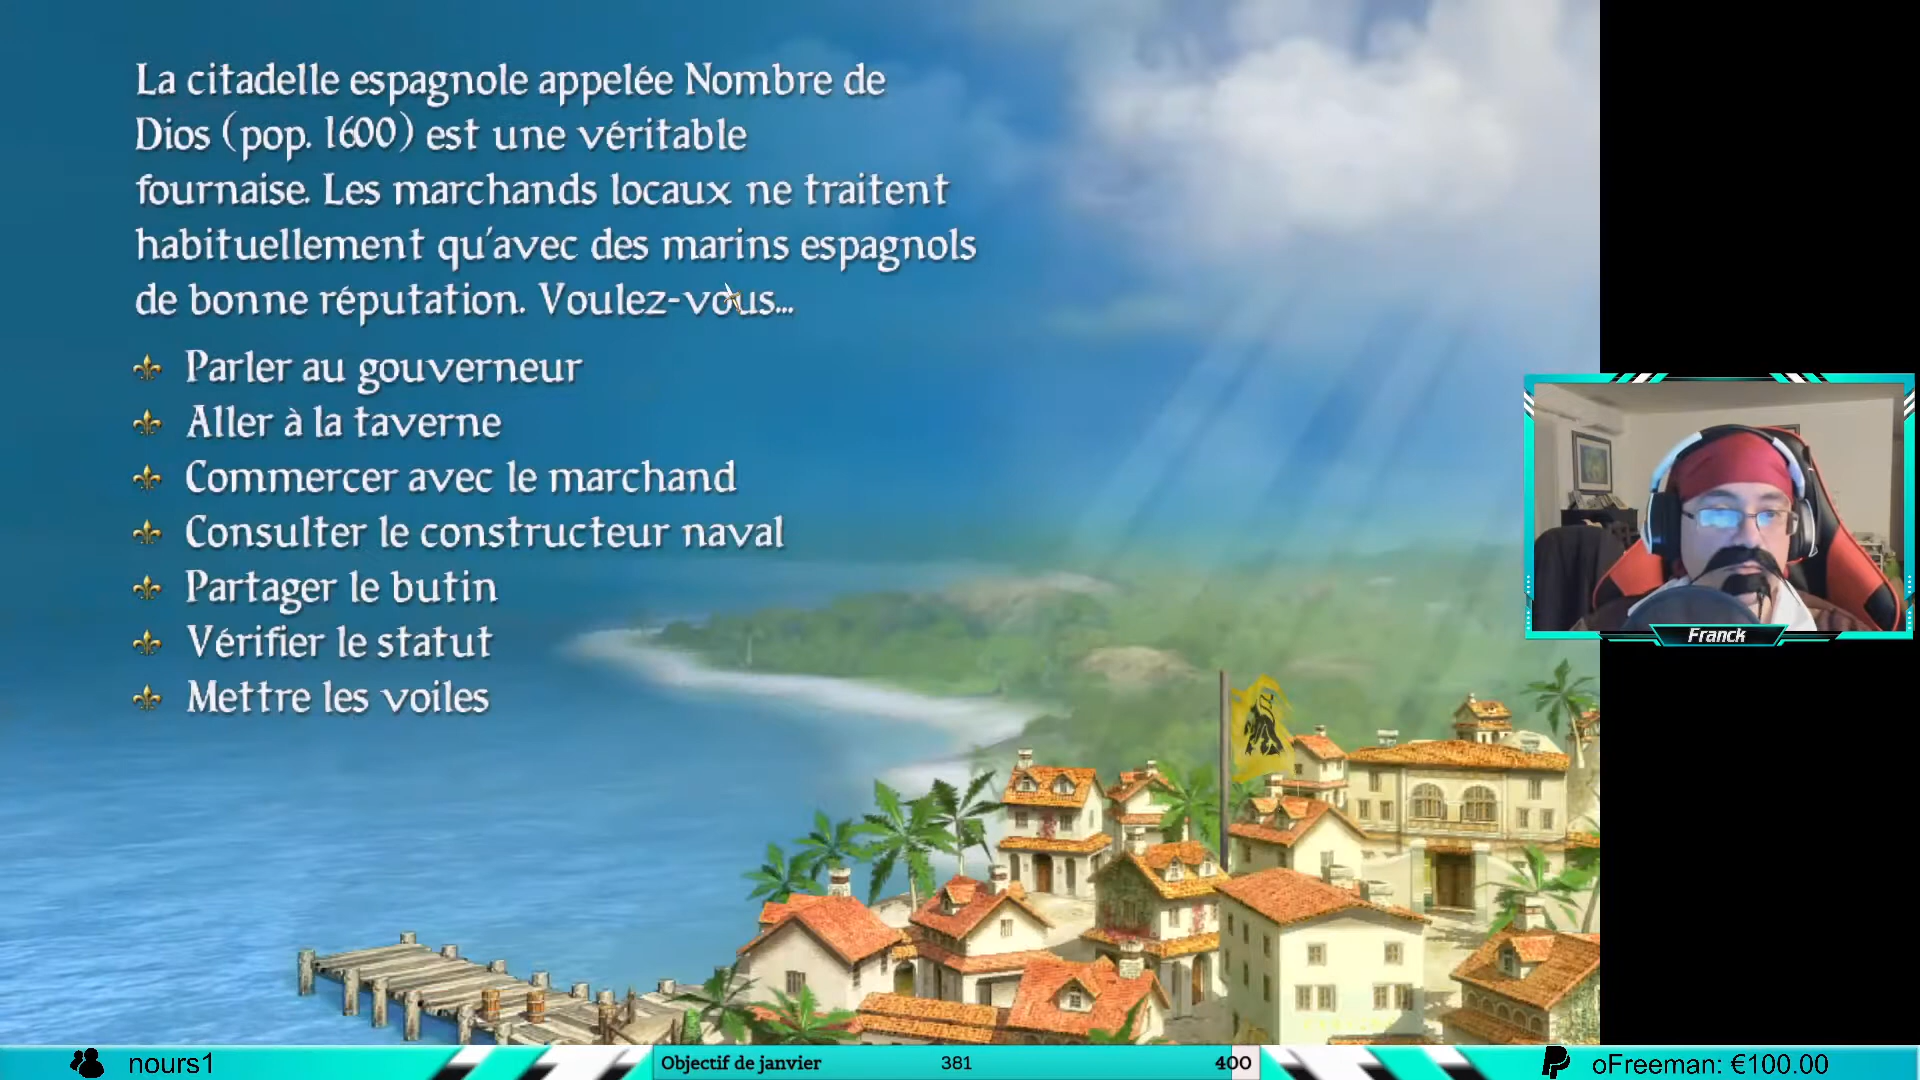 La citadelle espagnole appelée Nombre de
Dios (pop. 1600) est une véritable
fournaise. Les marchands locaux ne traitent
habituellement qu'avec des marins espagnols
de bonne réputation. Voulez-vous...
Parler au gouverneur
Aller à la taverne
Commercer avec le marchand
Consulter le constructeur naval
Partager le butin
Vérifier le statut
Mettre les voiles
Franck
nours1
Objectif de janvier 381 400
oFreeman: €100.00